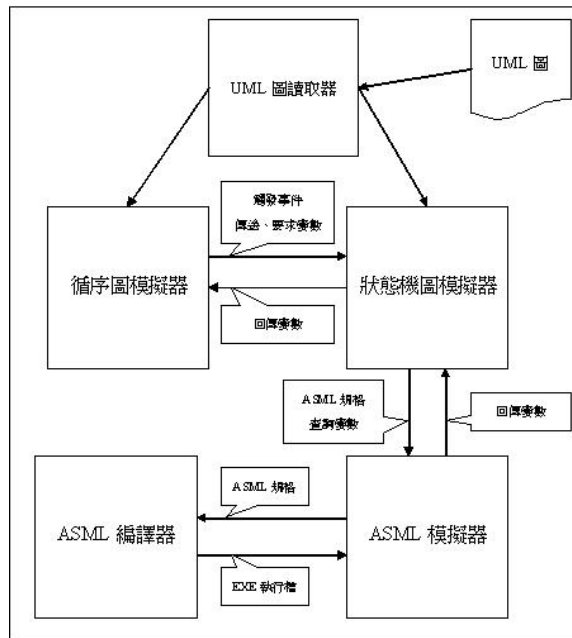 UML 圖
UML 圖讀取器
觸發事件
傳送、要求變數
循序圖模擬器
狀態機圖模擬器
回傳變數
ASML 規格
查詢變數
回傳變數
ASML 規格
ASML 編譯器
ASML 模擬器
EXE 執行檔